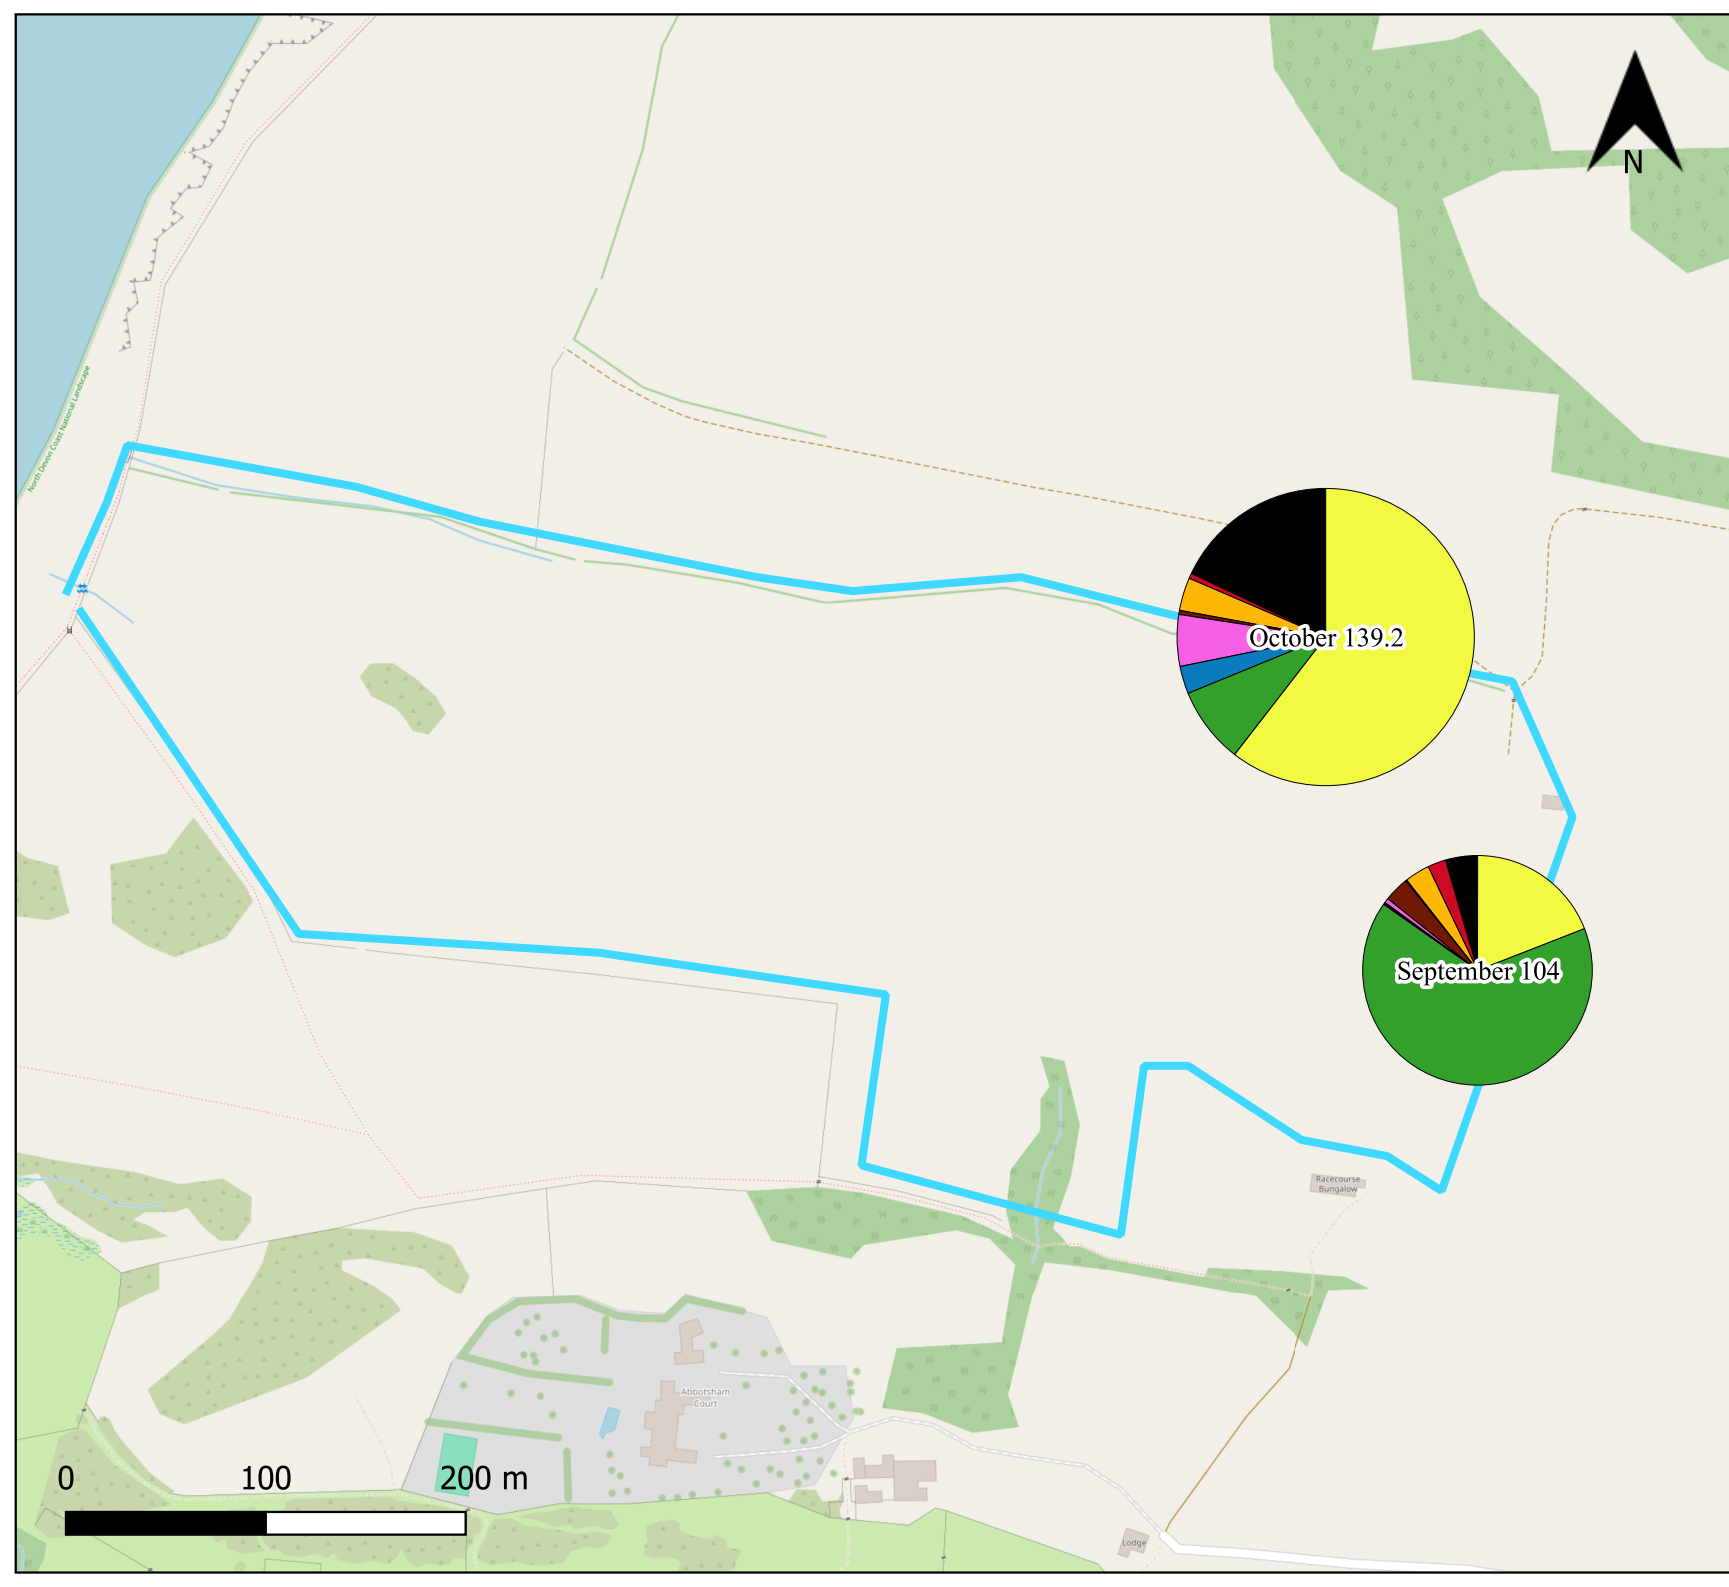 N
North Devon Coast National Landscape
October 139.2
September 104
Racecourse
Bungalow
Abbotsham
Court
0 100 200 m
Lodge